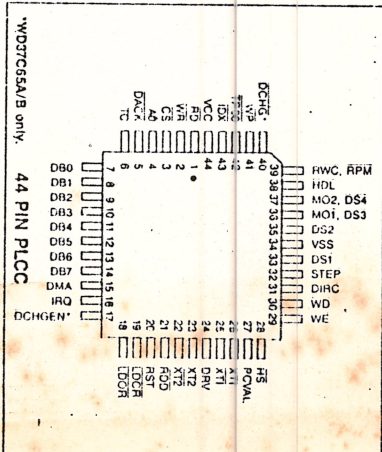 *WD37C65A/B only.
44 PIN PLCC
TC
DACK
A0
CS
WR
RD
VCC
IDX
WP
DCHG
6
5
4
3
2
1
44
43
42
41
40
DB0 7
DB1 8
DB2 9
DB3 10
DB4 11
DB5 12
DB6 13
DB7 14
DMA 15
IRQ 16
DCHGEN* 17
39 RWC, RPM
38 HDL
37 MO2, DS4
36 MO1, DS3
35 DS2
34 VSS
33 DS1
32 STEP
31 DIRC
30 WD
29 WE
18
19
20
21
22
23
24
25
26
27
28
LDOR
LDCR
RST
RDD
XT2
XT2
DRV
XT1
XT1
PCVAL
HS